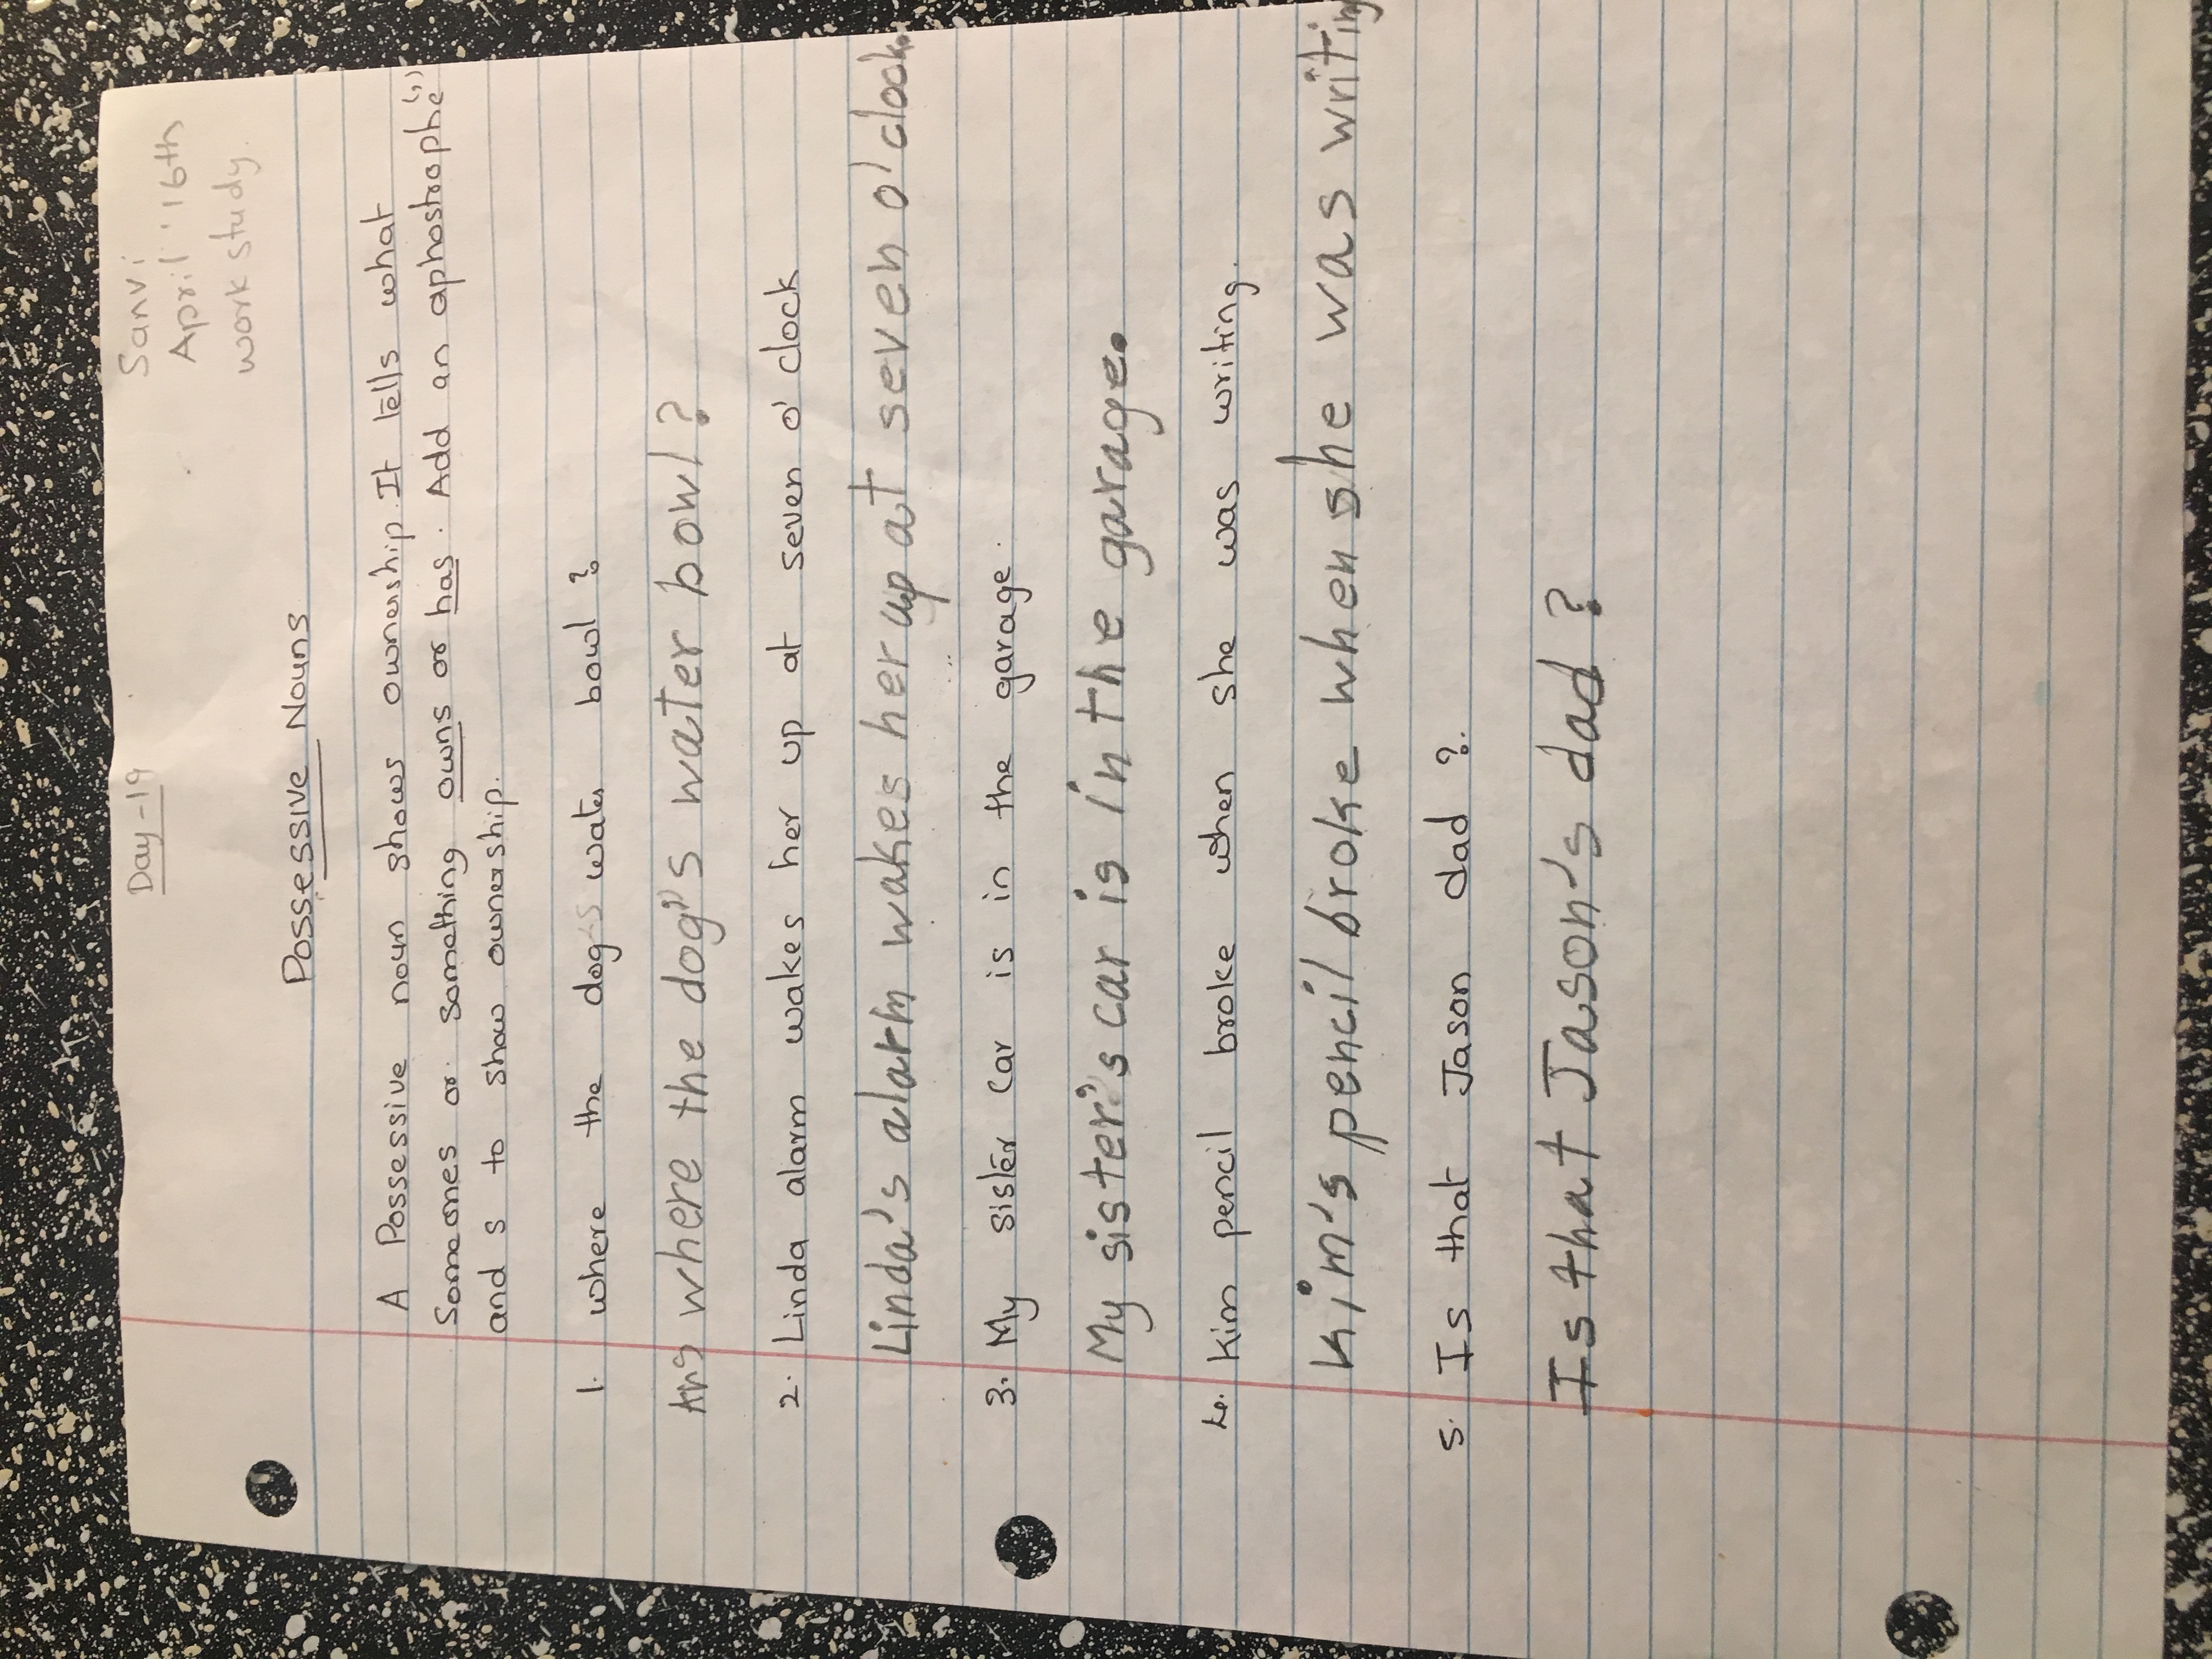 Day -19
Sanvi
April '16th
work study.
Possessive Nouns
A Possessive noun shows ownership. It tells what
Someones or something owns or has. Add an aphostrophe (')
and s to show ownership.
1. where the dog's water bowl ?
Ans where the dog's water bowl ?
2. Linda alarm wakes her up at seven o'clock
Linda's alarm wakes her up at seven o'clock.
3. My sister car is in the garage.
My sister's car is in the garage.
4. Kim pencil broke when she was writing.
Kim's pencil broke when she was writing
5. Is that Jason dad ?.
Is that Jason's dad ?